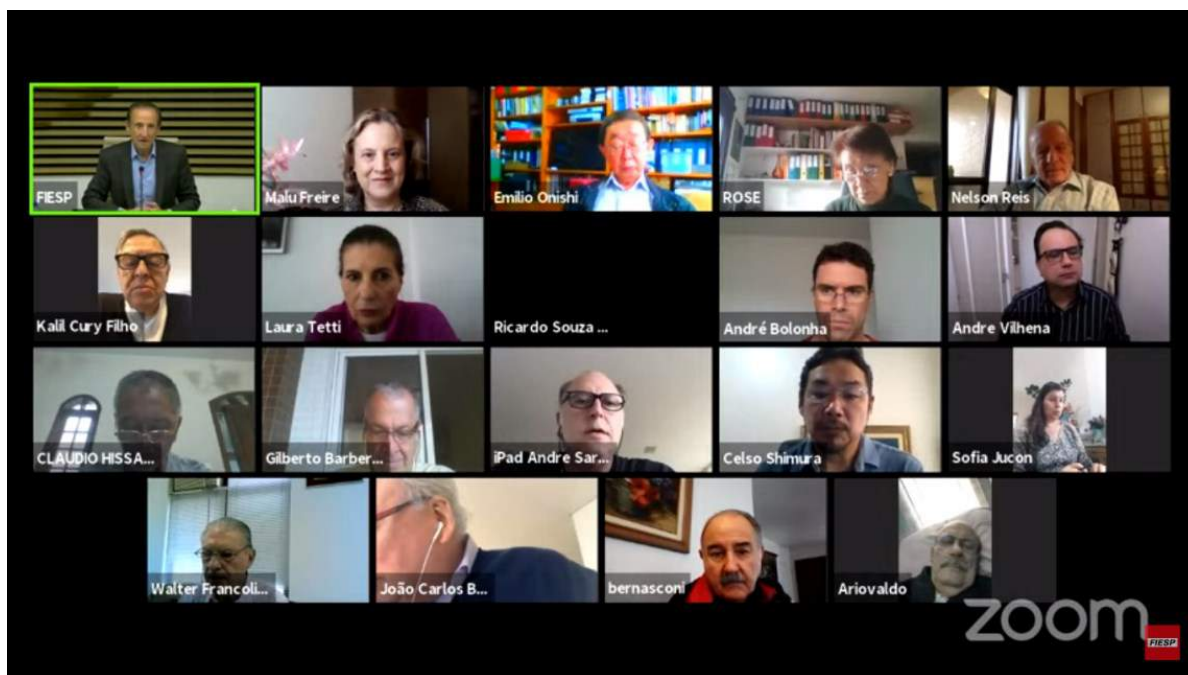 FIESP
Malu Freire
Emilio Onishi
ROSE
Nelson Reis
Kalil Cury Filho
Laura Tetti
Ricardo Souza ...
André Bolonha
Andre Vilhena
CLAUDIO HISSA...
Gilberto Barber...
iPad Andre Sar...
Celso Shimura
Sofia Jucon
Walter Francoli...
João Carlos B...
bernasconi
Ariovaldo
zoom
FIESP